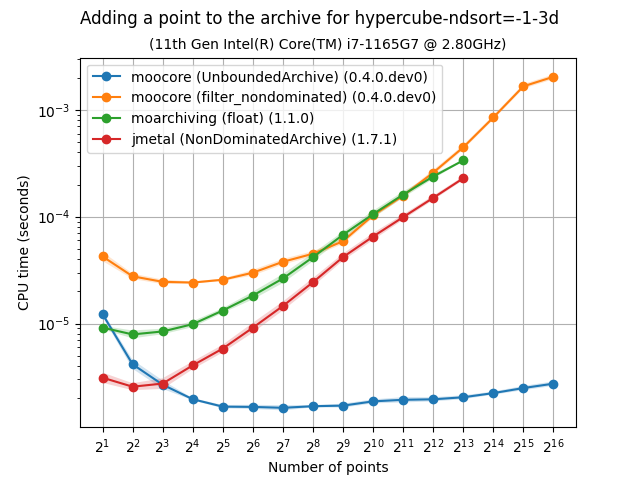 Adding a point to the archive for hypercube-ndsort=-1-3d
(11th Gen Intel(R) Core(TM) i7-1165G7 @ 2.80GHz)
moocore (UnboundedArchive) (0.4.0.dev0)
moocore (filter_nondominated) (0.4.0.dev0)
moarchiving (float) (1.1.0)
jmetal (NonDominatedArchive) (1.7.1)
CPU time (seconds)
10⁻³
10⁻⁴
10⁻⁵
2¹ 2² 2³ 2⁴ 2⁵ 2⁶ 2⁷ 2⁸ 2⁹ 2¹⁰ 2¹¹ 2¹² 2¹³ 2¹⁴ 2¹⁵ 2¹⁶
Number of points